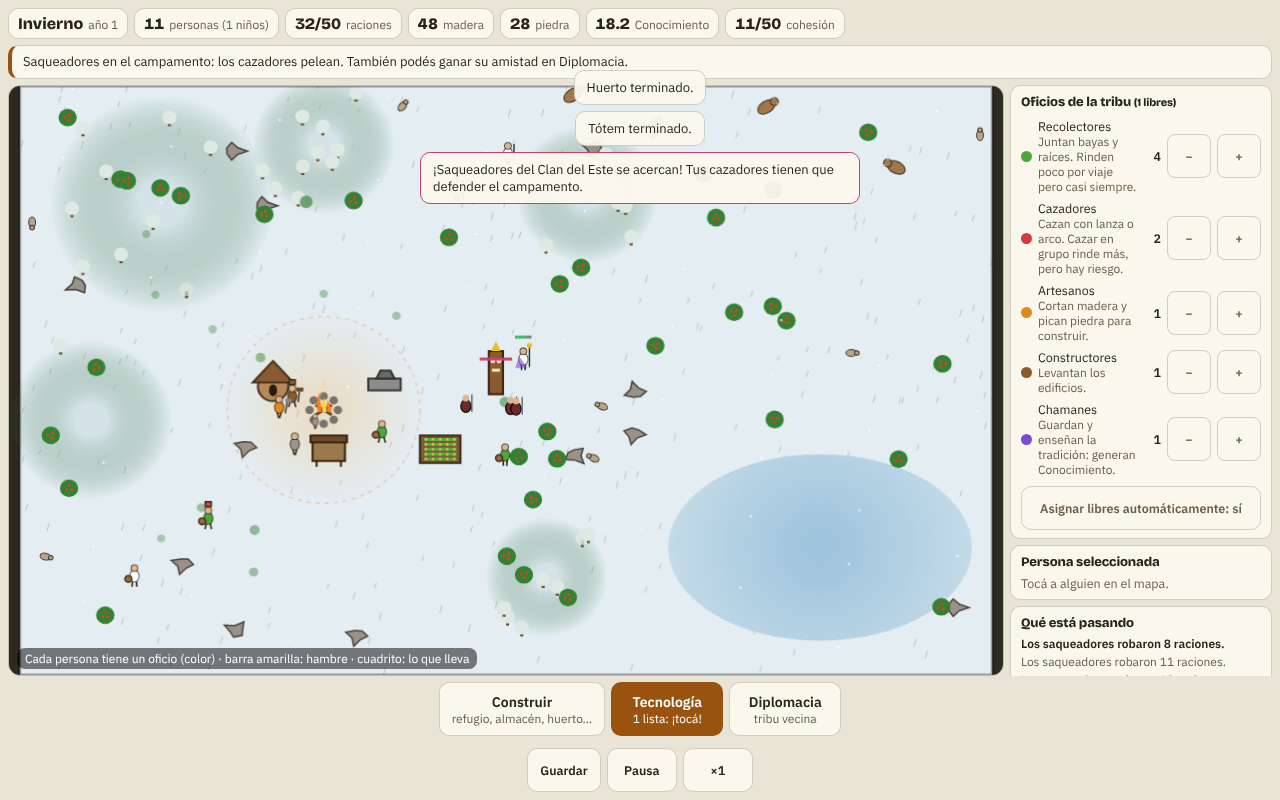 Invierno año 1
11 personas (1 niños)
32/50 raciones
48 madera
28 piedra
18.2 Conocimiento
11/50 cohesión
Saqueadores en el campamento: los cazadores pelean. También podés ganar su amistad en Diplomacia.
Huerto terminado.
Tótem terminado.
¡Saqueadores del Clan del Este se acercan! Tus cazadores tienen que
defender el campamento.
Cada persona tiene un oficio (color) · barra amarilla: hambre · cuadrito: lo que lleva
Oficios de la tribu (1 libres)
Recolectores
Juntan bayas y
raíces. Rinden
poco por viaje
pero casi siempre.
4 − +
Cazadores
Cazan con lanza o
arco. Cazar en
grupo rinde más,
pero hay riesgo.
2 − +
Artesanos
Cortan madera y
pican piedra para
construir.
1 − +
Constructores
Levantan los
edificios.
1 − +
Chamanes
Guardan y
enseñan la
tradición: generan
Conocimiento.
1 − +
Asignar libres automáticamente: sí
Persona seleccionada
Tocá a alguien en el mapa.
Qué está pasando
Los saqueadores robaron 8 raciones.
Los saqueadores robaron 11 raciones.
Construir
refugio, almacén, huerto...
Tecnología
1 lista: ¡tocá!
Diplomacia
tribu vecina
Guardar
Pausa
×1